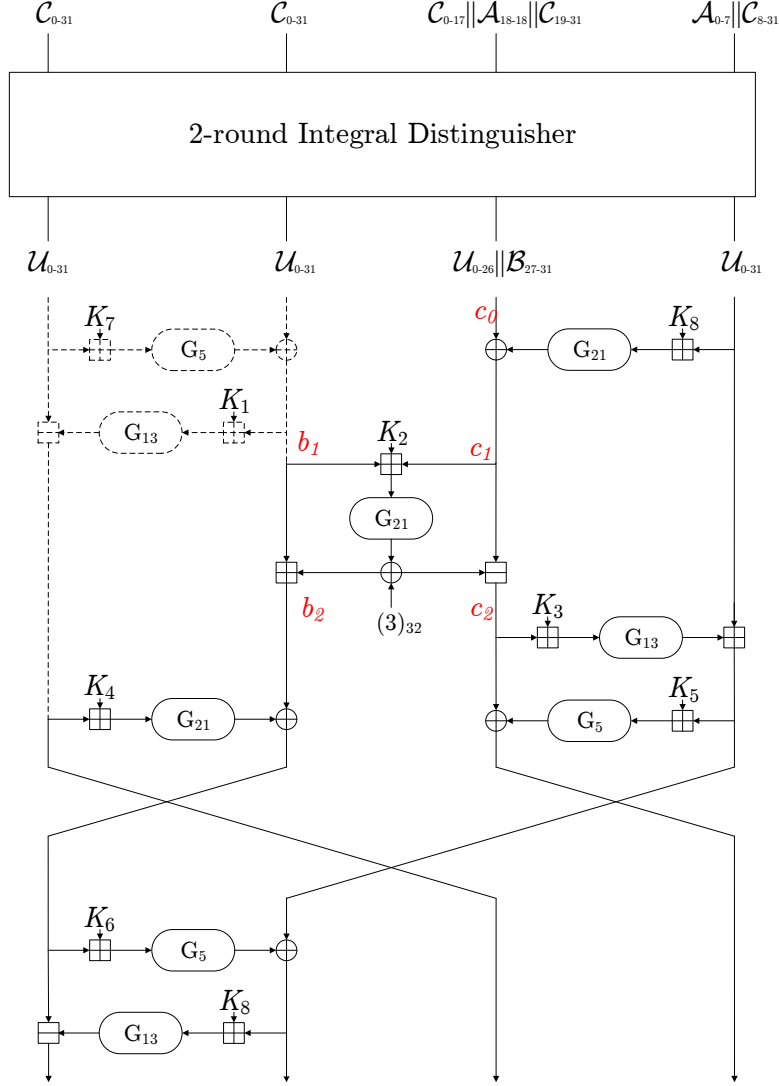 𝒞₀₋₃₁ 𝒞₀₋₃₁ 𝒞₀₋₁₇||𝒜₁₈₋₁₈||𝒞₁₉₋₃₁ 𝒜₀₋₇||𝒞₈₋₃₁
2-round Integral Distinguisher
𝒰₀₋₃₁ 𝒰₀₋₃₁ 𝒰₀₋₂₆||ℬ₂₇₋₃₁ 𝒰₀₋₃₁
K₇ c₀ K₈
G₅ G₂₁
K₁
G₁₃ b₁ K₂ c₁
G₂₁
b₂ (3)₃₂ c₂ K₃
G₁₃
K₄ K₅
G₂₁ G₅
K₆
G₅
K₈
G₁₃